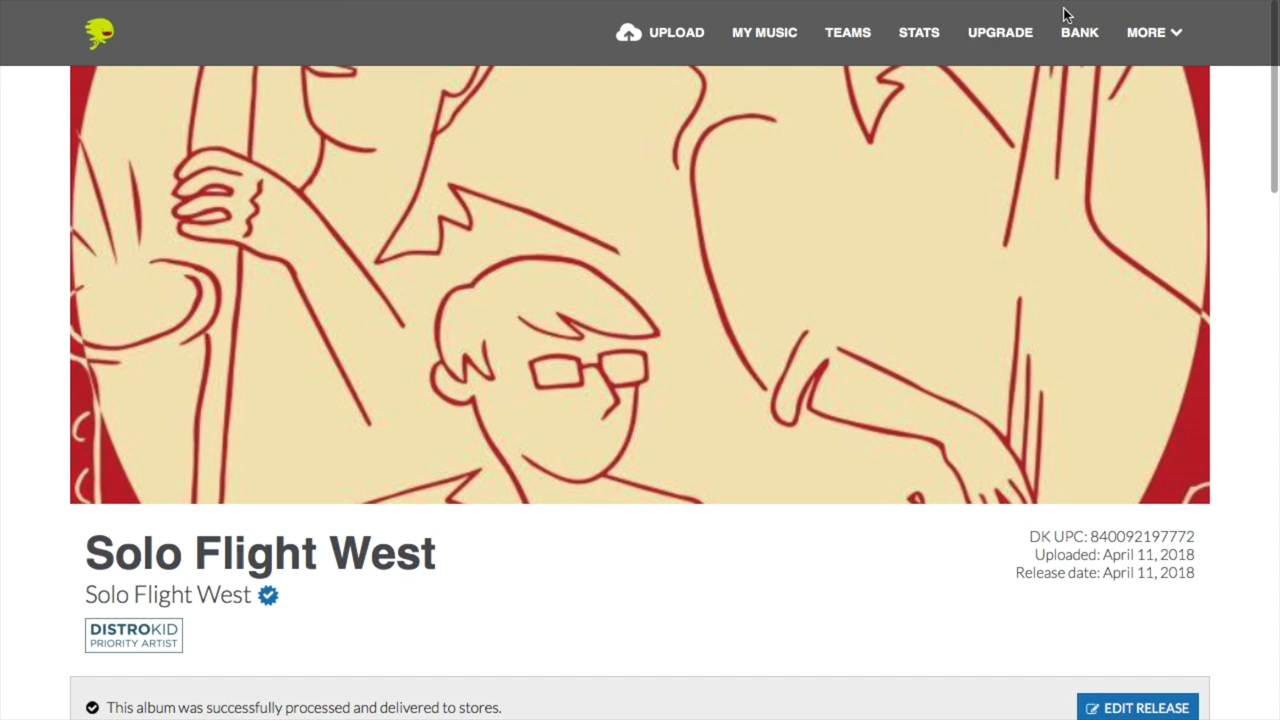 UPLOAD MY MUSIC TEAMS STATS UPGRADE BANK MORE
Solo Flight West
DK UPC: 840092197772
Uploaded: April 11, 2018
Release date: April 11, 2018
Solo Flight West
DISTROKID
PRIORITY ARTIST
This album was successfully processed and delivered to stores.
EDIT RELEASE